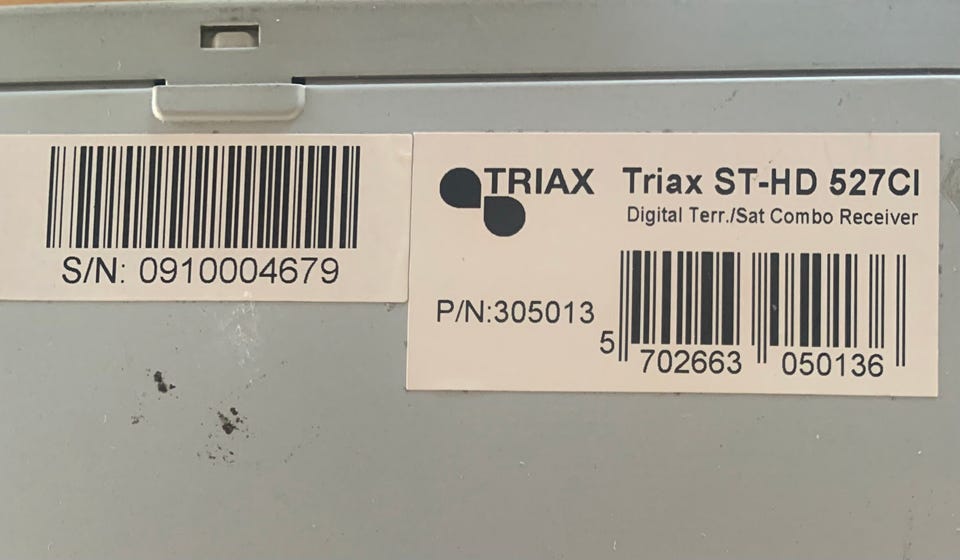 S/N: 0910004679
TRIAX
Triax ST-HD 527CI
Digital Terr./Sat Combo Receiver
P/N:305013
5 702663 050136